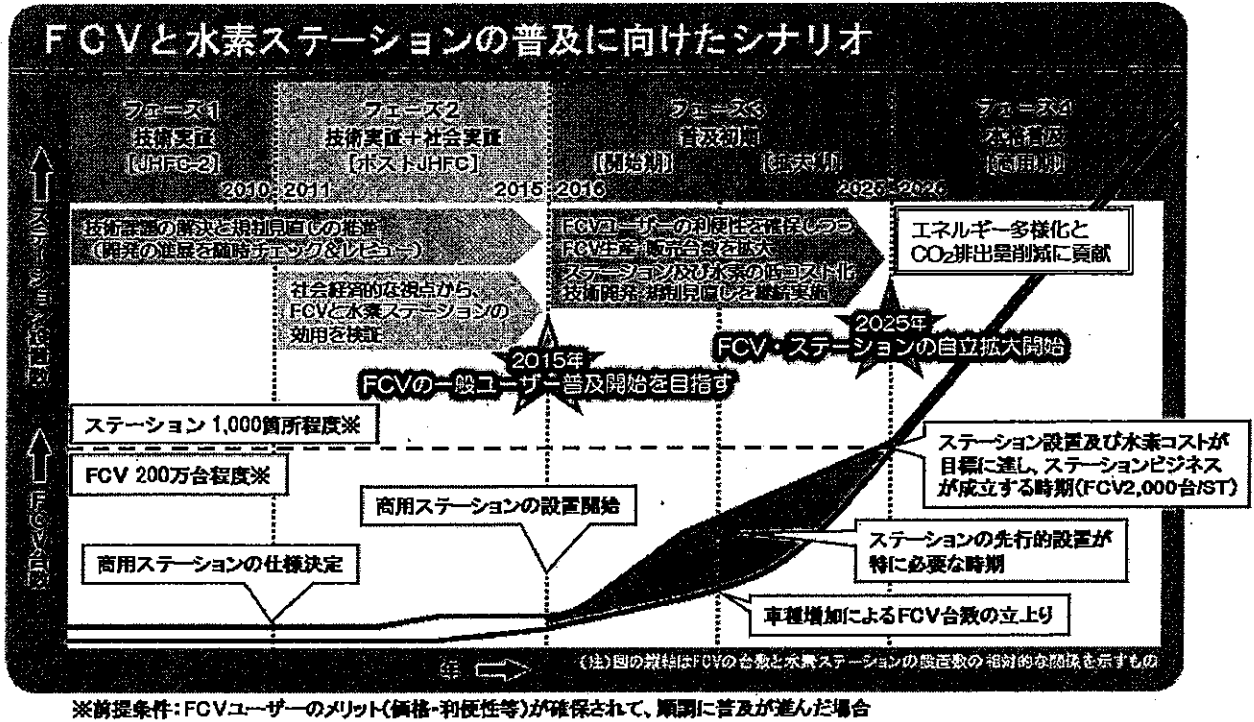 FCVと水素ステーションの普及に向けたシナリオ
フェーズ1
技術実証
[JHFC-2]
フェーズ2
技術実証+社会実証
[ポストJHFC]
フェーズ3
普及初期
[開始期]
[拡大期]
フェーズ4
本格普及
[商用期]
2010
2011
2015
2016
2025
2026
ステーション設置数
FCV台数
技術課題の解決と規制見直しの推進
(開発の進展を随時チェック&レビュー)
社会経済的な視点から、
FCVと水素ステーションの
効用を検証
FCVユーザーの利便性を確保しつつ
FCV生産・販売台数を拡大
ステーション及び水素の低コスト化
技術開発・規制見直しを継続実施
エネルギー多様化と
CO₂排出量削減に貢献
2015年
FCVの一般ユーザー普及開始を目指す
2025年
FCV・ステーションの自立拡大開始
ステーション 1,000箇所程度※
FCV 200万台程度※
商用ステーションの仕様決定
商用ステーションの設置開始
ステーション設置及び水素コストが
目標に達し、ステーションビジネス
が成立する時期(FCV2,000台/ST)
ステーションの先行的設置が
特に必要な時期
車種増加によるFCV台数の立上り
年
(注)図の縦軸はFCVの台数と水素ステーションの設置数の相対的な関係を示すもの
※前提条件:FCVユーザーのメリット(価格・利便性等)が確保されて、順調に普及が進んだ場合